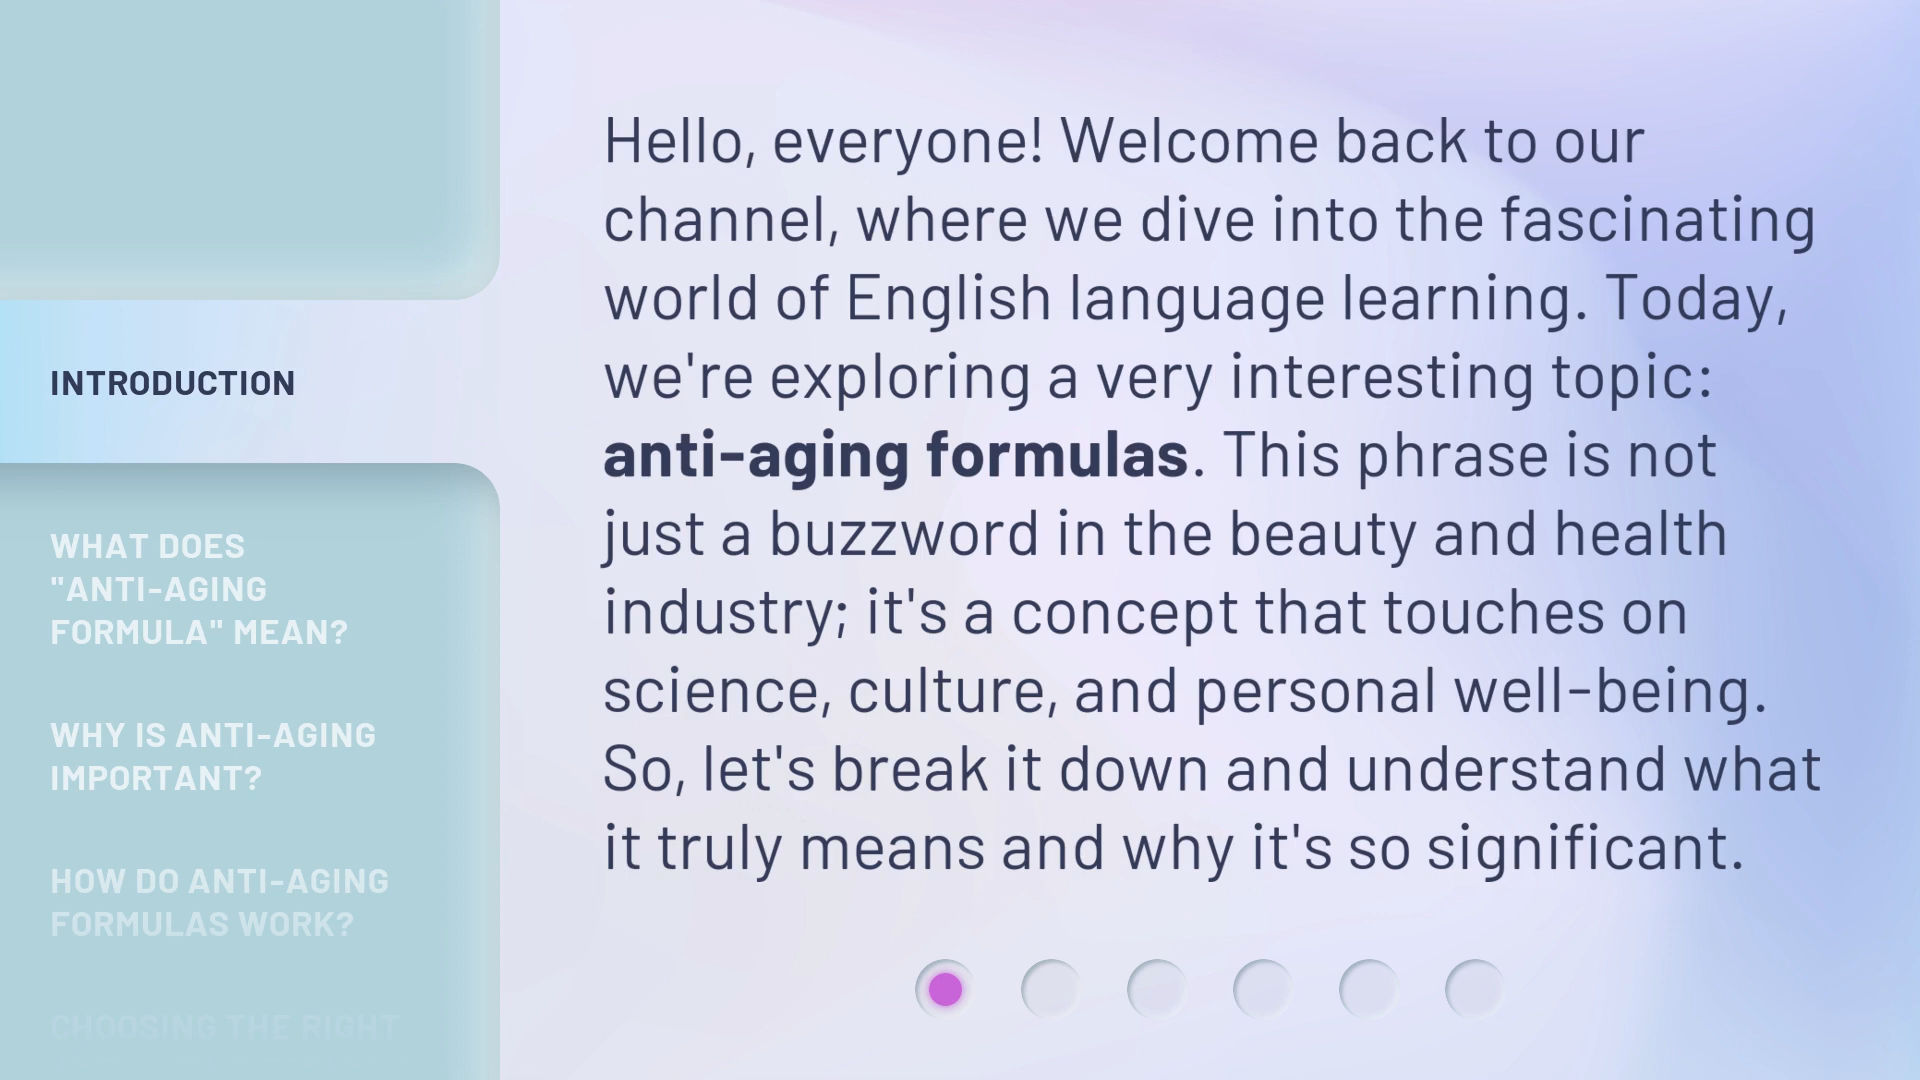 INTRODUCTION
WHAT DOES
"ANTI-AGING
FORMULA" MEAN?
WHY IS ANTI-AGING
IMPORTANT?
HOW DO ANTI-AGING
FORMULAS WORK?
CHOOSING THE RIGHT
Hello, everyone! Welcome back to our
channel, where we dive into the fascinating
world of English language learning. Today,
we're exploring a very interesting topic:
anti-aging formulas. This phrase is not
just a buzzword in the beauty and health
industry; it's a concept that touches on
science, culture, and personal well-being.
So, let's break it down and understand what
it truly means and why it's so significant.